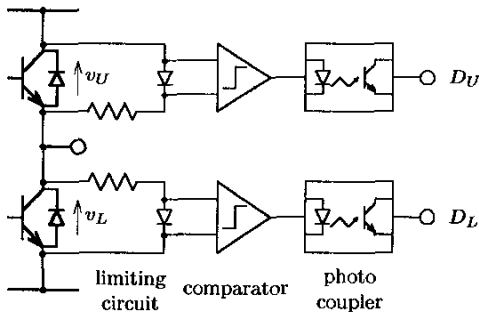 v_U
D_U
v_L
D_L
limiting circuit
comparator
photo coupler